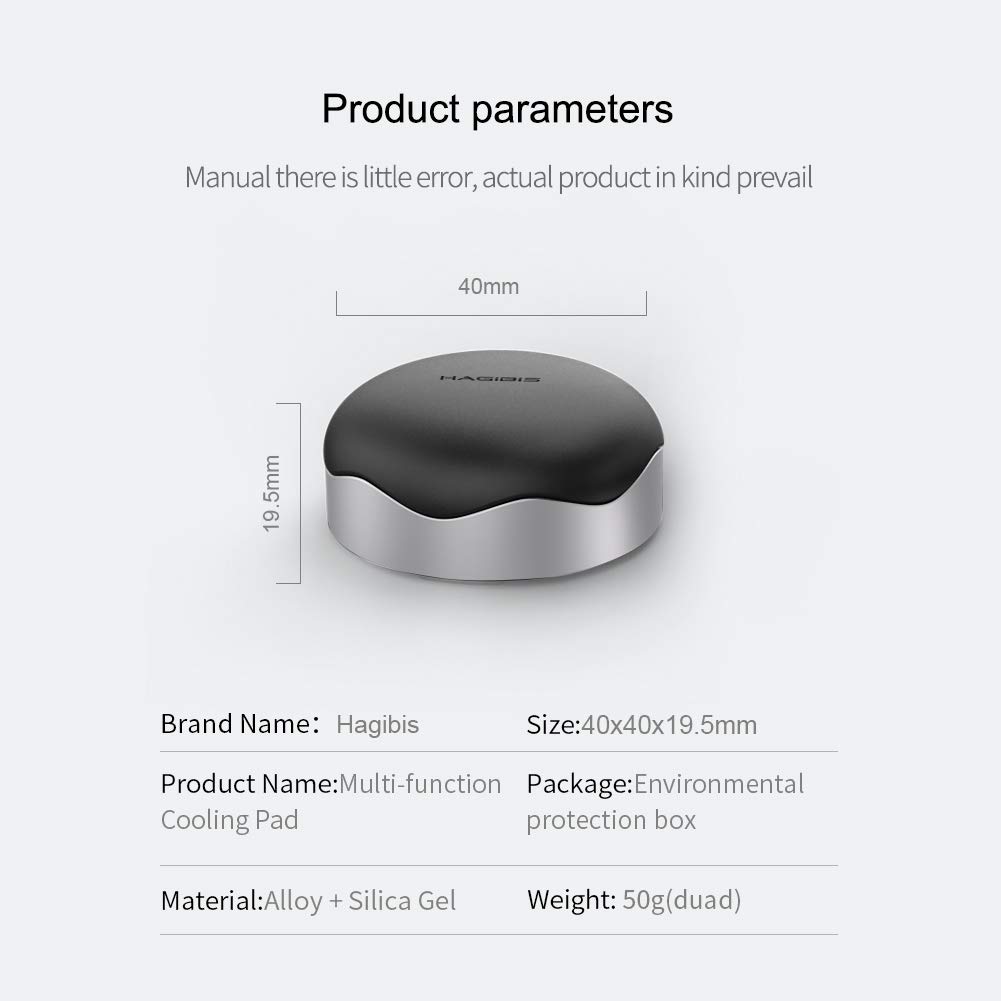 Product parameters
Manual there is little error, actual product in kind prevail
40mm
HAGIBIS
19.5mm
Brand Name： Hagibis
Size:40x40x19.5mm
Product Name:Multi-function
Cooling Pad
Package:Environmental
protection box
Material:Alloy + Silica Gel
Weight: 50g(duad)